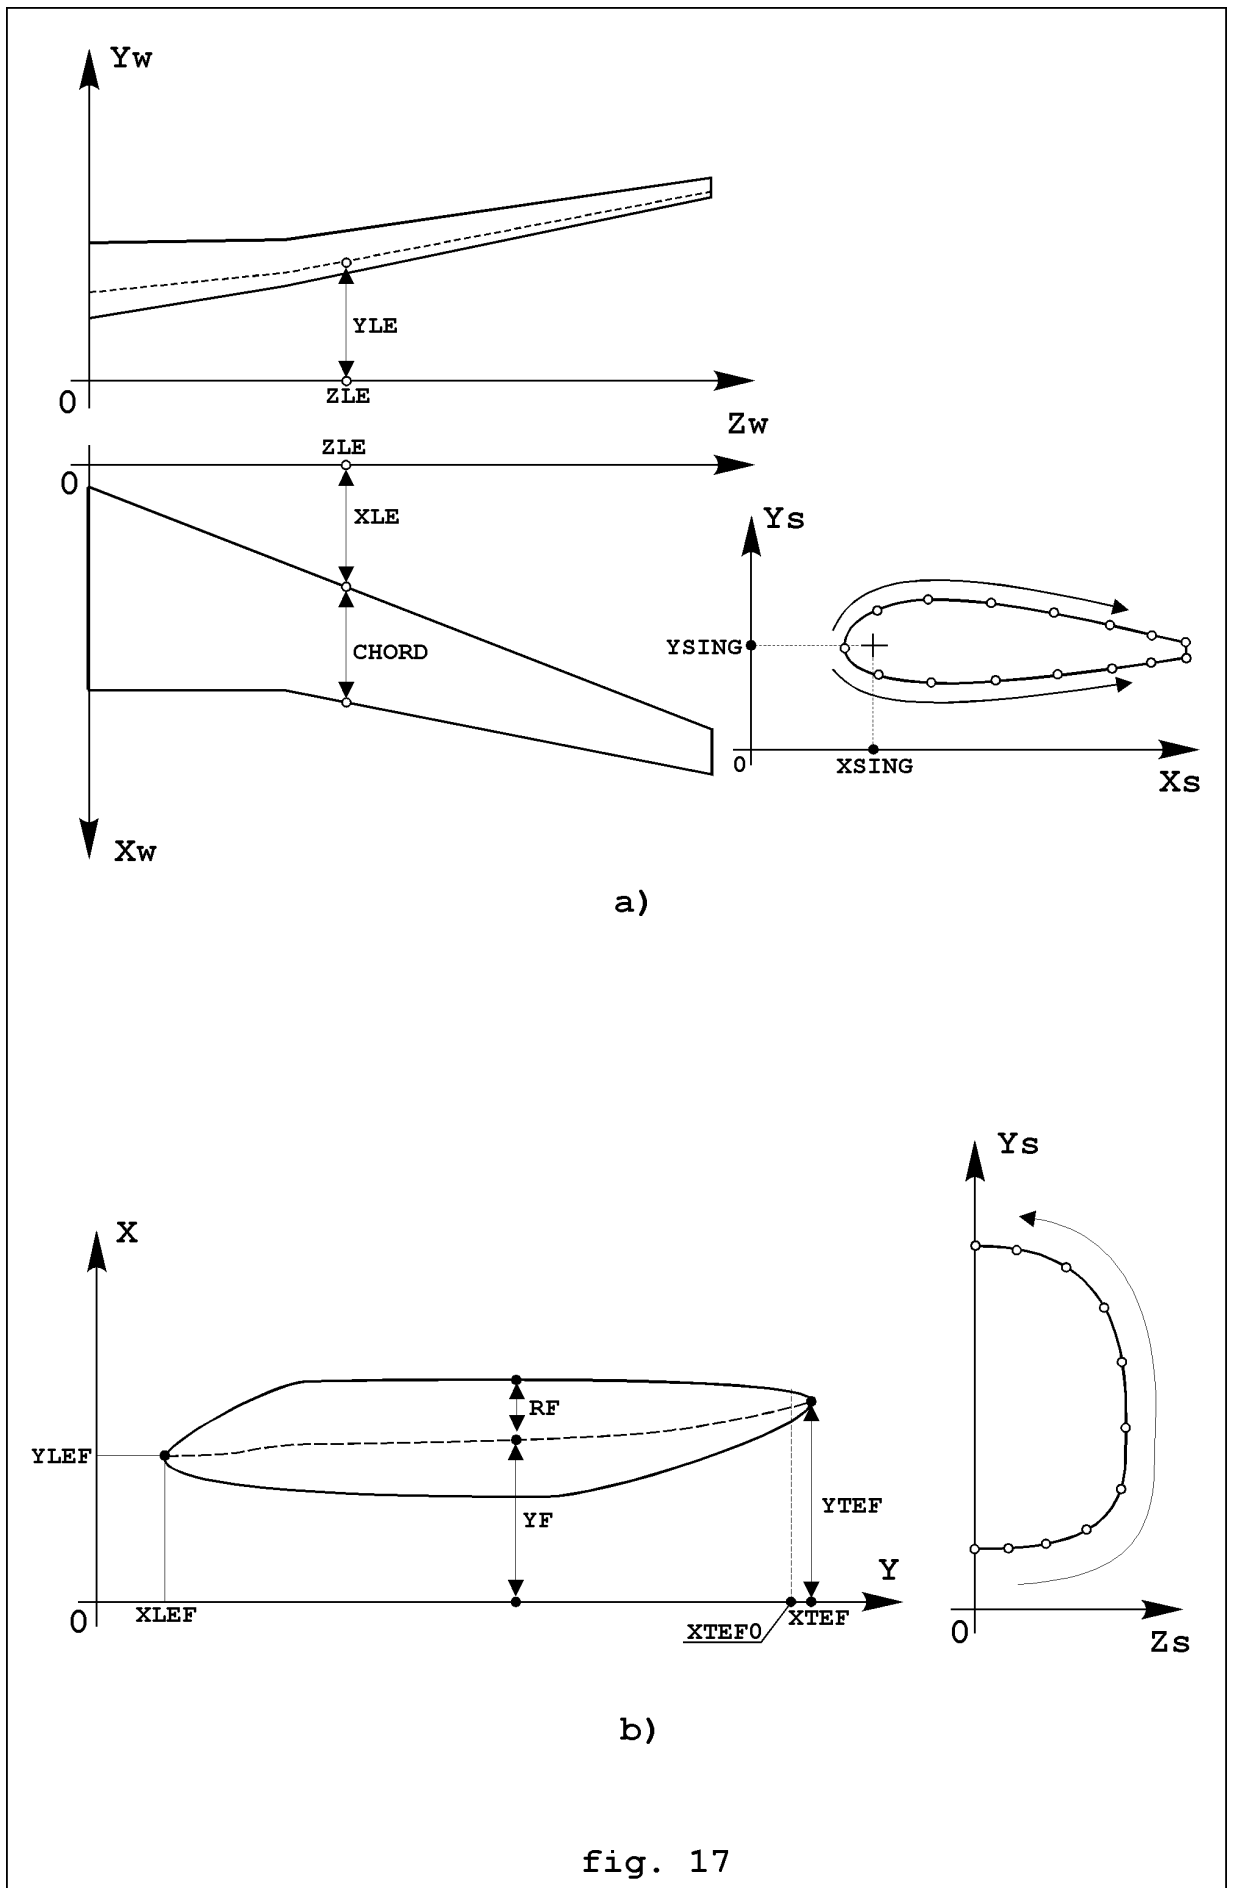 Yw
YLE
0
ZLE
Zw
ZLE
0
XLE
Ys
CHORD
YSING
0
XSING
Xs
Xw
a)
Ys
X
RF
YLEF
YTEF
YF
Y
0
XLEF
XTEF
XTEF0
0
Zs
b)
fig. 17